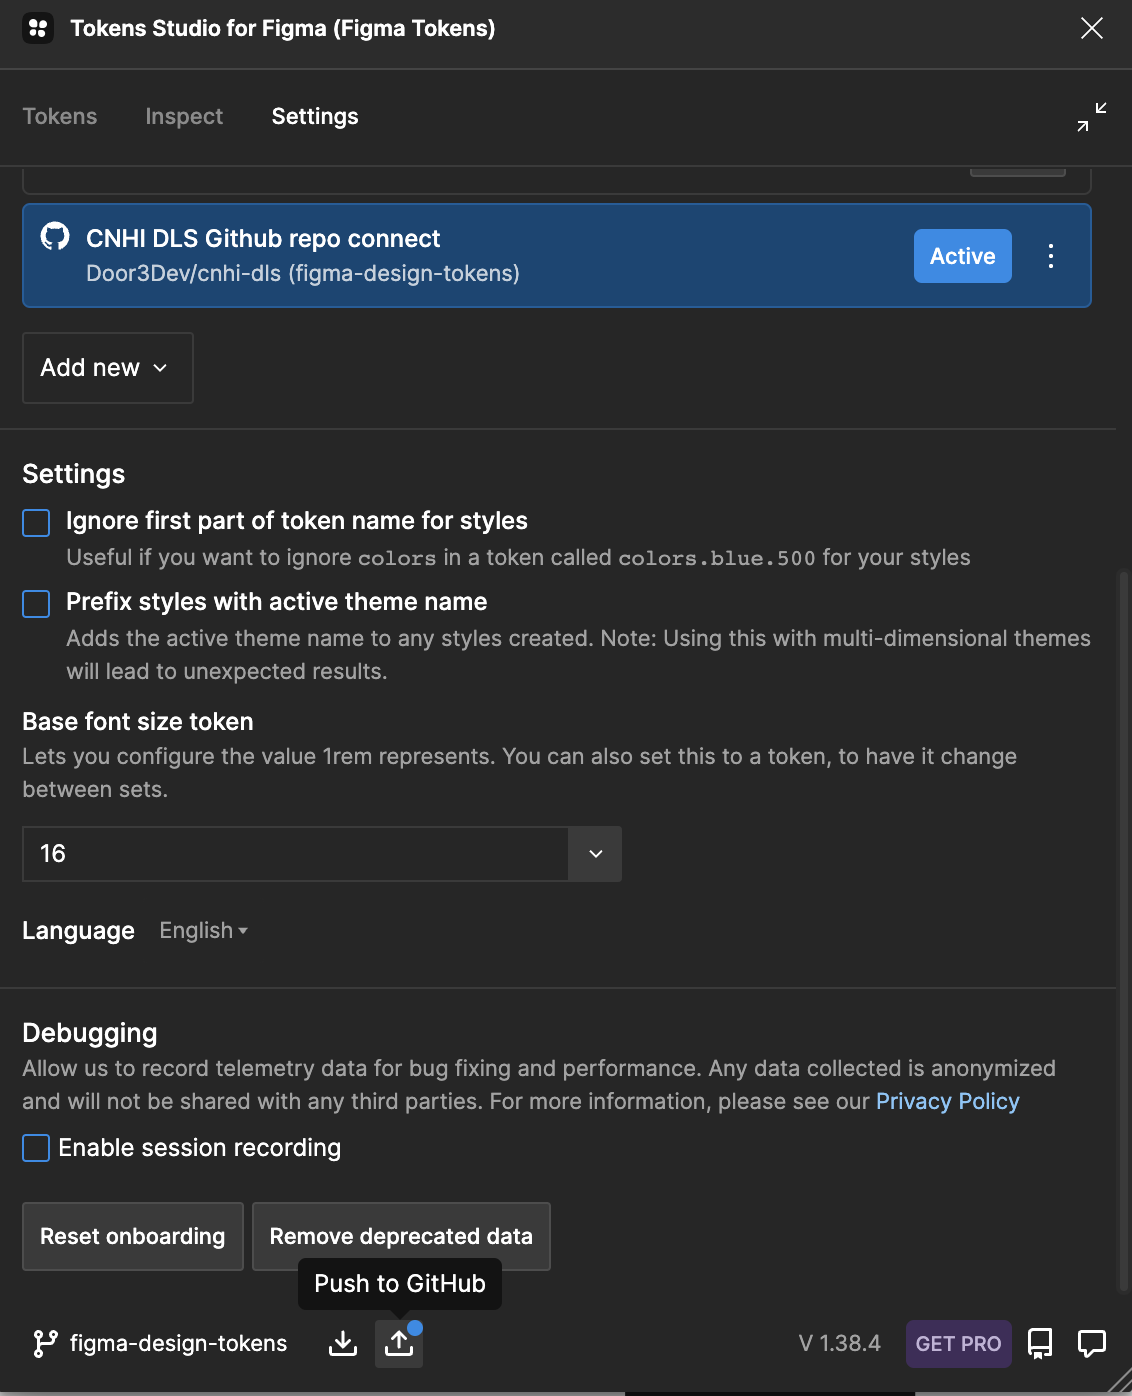 Tokens Studio for Figma (Figma Tokens)
Tokens Inspect Settings
CNHI DLS Github repo connect
Door3Dev/cnhi-dls (figma-design-tokens)
Active
Add new
Settings
Ignore first part of token name for styles
Useful if you want to ignore colors in a token called colors.blue.500 for your styles
Prefix styles with active theme name
Adds the active theme name to any styles created. Note: Using this with multi-dimensional themes
will lead to unexpected results.
Base font size token
Lets you configure the value 1rem represents. You can also set this to a token, to have it change
between sets.
16
Language English
Debugging
Allow us to record telemetry data for bug fixing and performance. Any data collected is anonymized
and will not be shared with any third parties. For more information, please see our Privacy Policy
Enable session recording
Reset onboarding Remove deprecated data
Push to GitHub
figma-design-tokens V 1.38.4 GET PRO